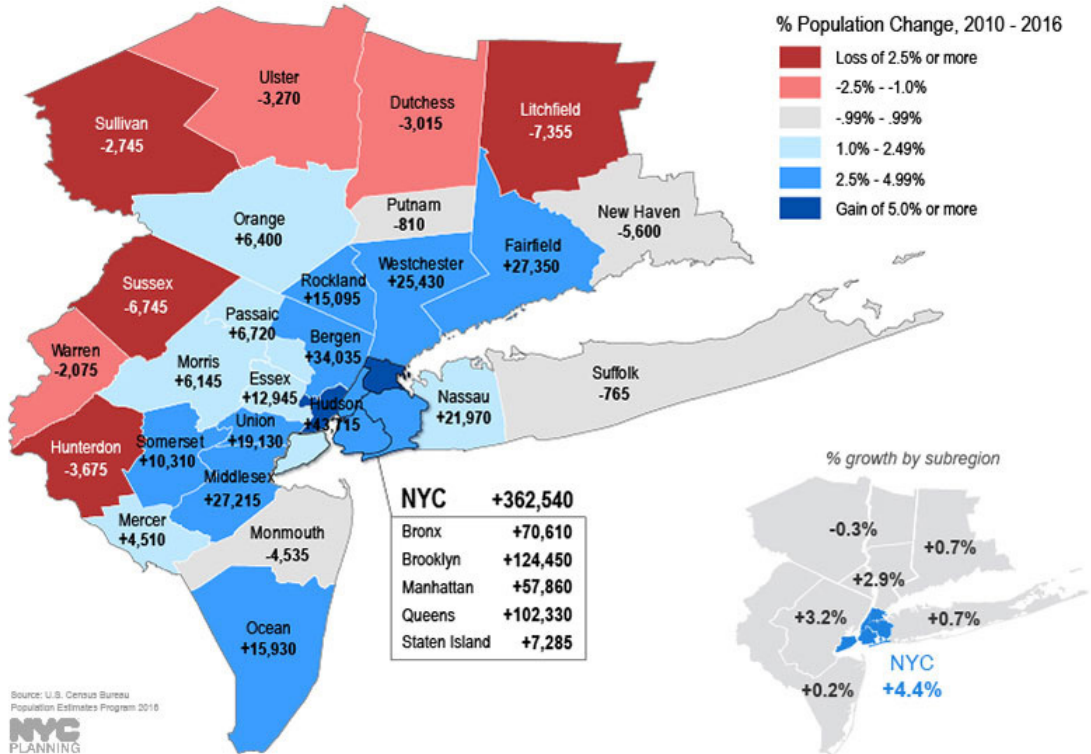 % Population Change, 2010 - 2016
Loss of 2.5% or more
-2.5% - -1.0%
-.99% - .99%
1.0% - 2.49%
2.5% - 4.99%
Gain of 5.0% or more
Ulster
-3,270
Dutchess
-3,015
Litchfield
-7,355
Sullivan
-2,745
Putnam
-810
New Haven
-5,600
Orange
+6,400
Fairfield
+27,350
Westchester
+25,430
Rockland
+15,095
Sussex
-6,745
Passaic
+6,720
Bergen
+34,035
Warren
-2,075
Morris
+6,145
Essex
+12,945
Hudson
+43,715
Nassau
+21,970
Suffolk
-765
Union
+19,130
Somerset
+10,310
Hunterdon
-3,675
Middlesex
+27,215
Mercer
+4,510
Monmouth
-4,535
Ocean
+15,930
NYC +362,540
Bronx +70,610
Brooklyn +124,450
Manhattan +57,860
Queens +102,330
Staten Island +7,285
% growth by subregion
-0.3%
+0.7%
+2.9%
+3.2%
+0.7%
NYC
+4.4%
+0.2%
Source: U.S. Census Bureau
Population Estimates Program 2016
NYC
PLANNING